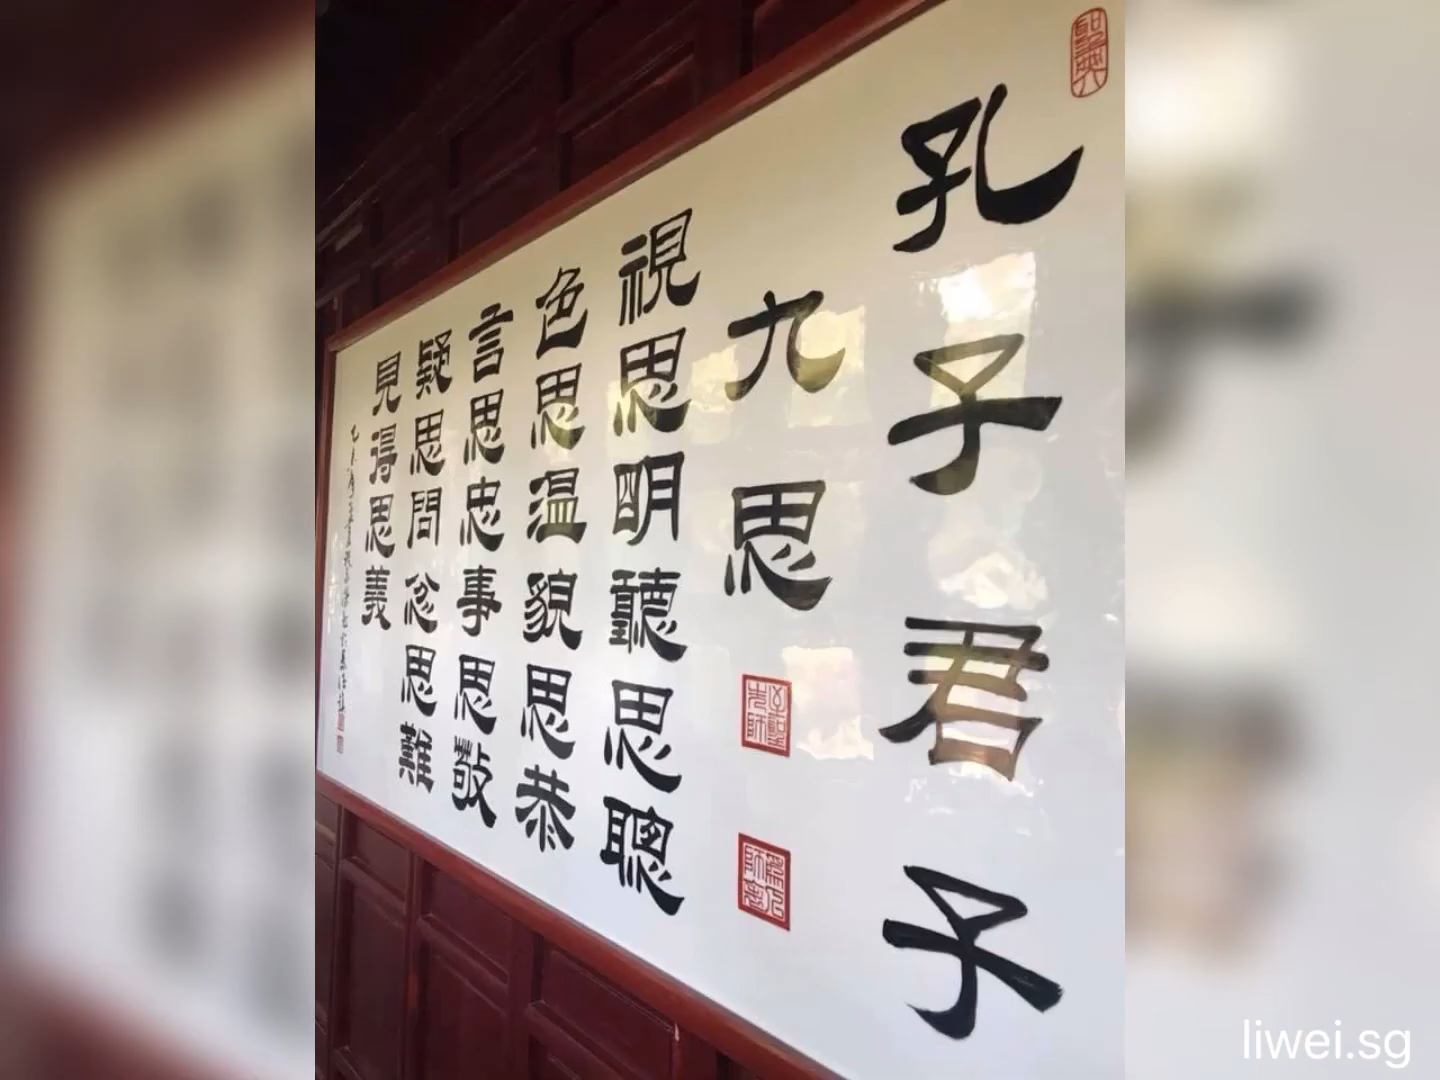 孔子君子
九思
視思明聽思聰
色思温貌思恭
言思忠事思敬
疑思問忿思難
見得思義
liwei.sg